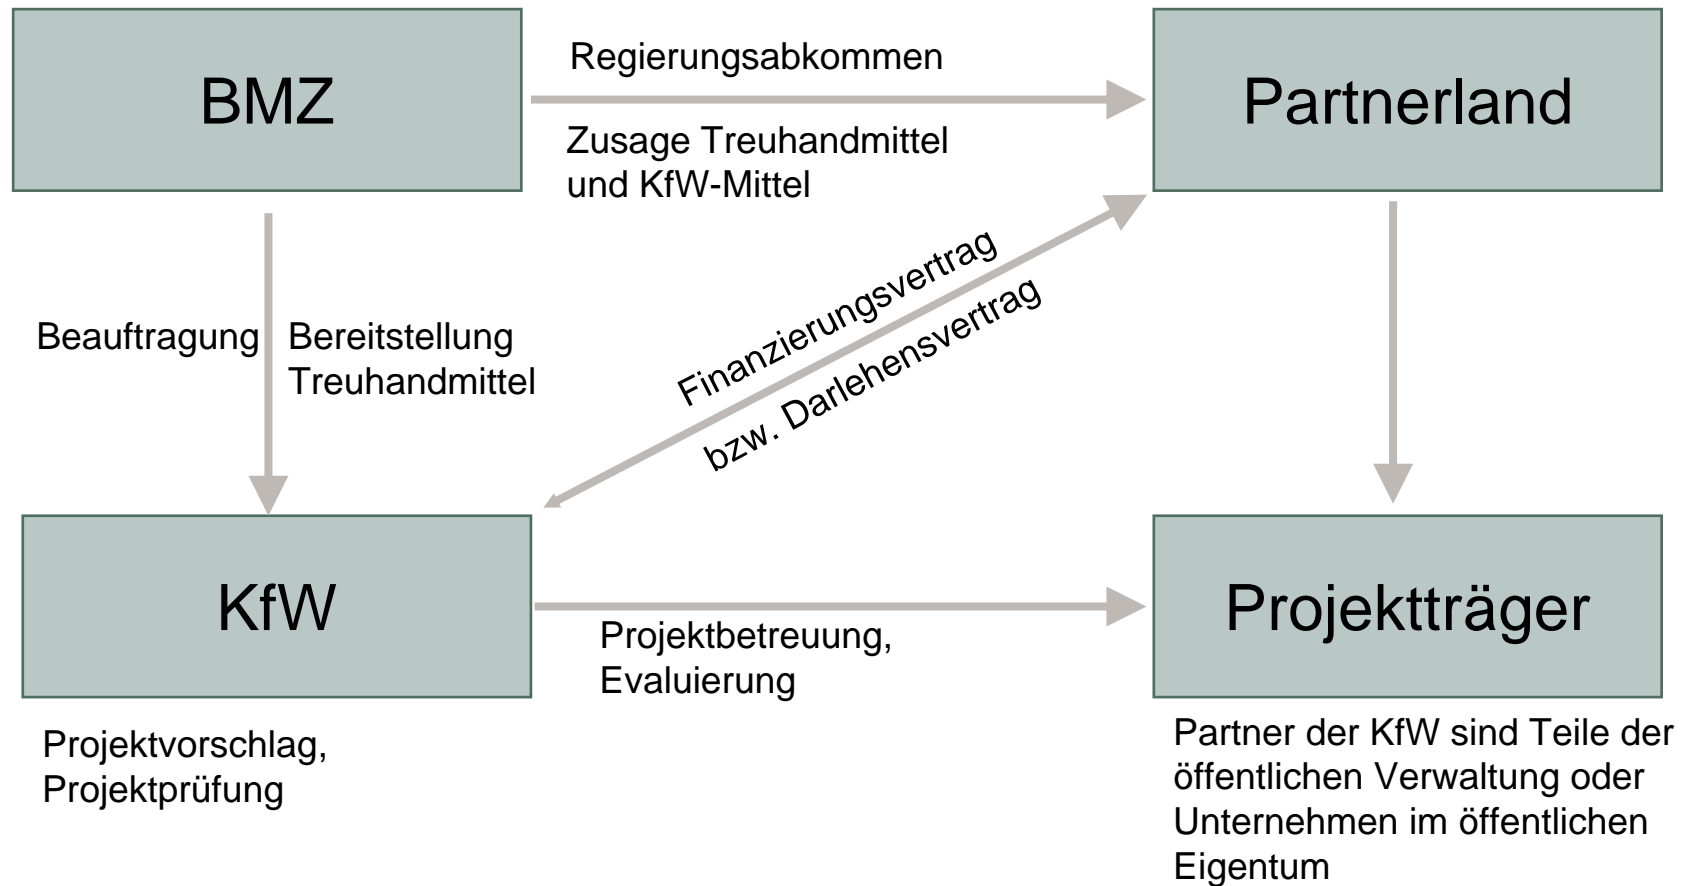 BMZ
Regierungsabkommen
Partnerland
Zusage Treuhandmittel
und KfW-Mittel
Beauftragung
Bereitstellung
Treuhandmittel
Finanzierungsvertrag
bzw. Darlehensvertrag
KfW
Projektbetreuung,
Evaluierung
Projektträger
Projektvorschlag,
Projektprüfung
Partner der KfW sind Teile der
öffentlichen Verwaltung oder
Unternehmen im öffentlichen
Eigentum